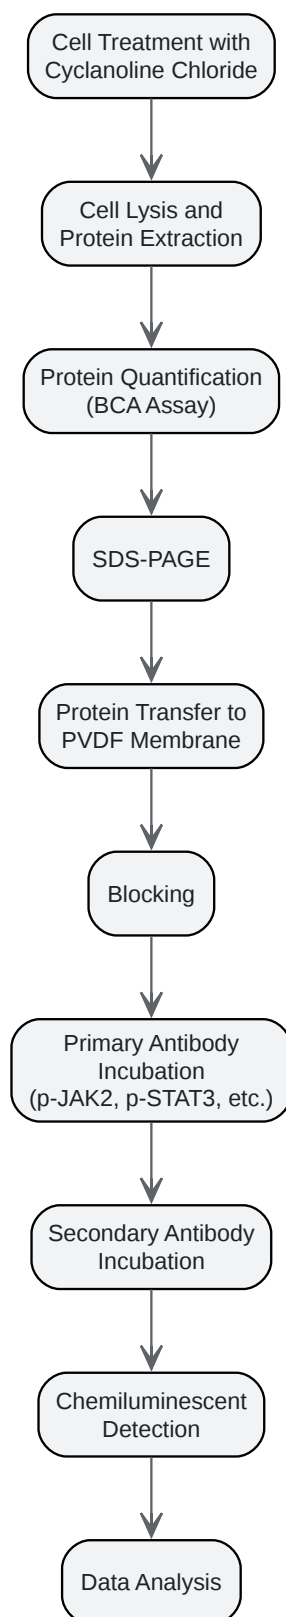 Cell Treatment with
Cyclanoline Chloride
Cell Lysis and
Protein Extraction
Protein Quantification
(BCA Assay)
SDS-PAGE
Protein Transfer to
PVDF Membrane
Blocking
Primary Antibody
Incubation
(p-JAK2, p-STAT3, etc.)
Secondary Antibody
Incubation
Chemiluminescent
Detection
Data Analysis